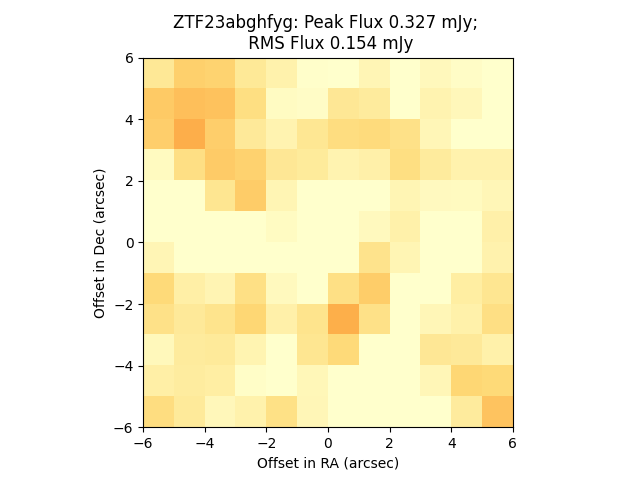 ZTF23abghfyg: Peak Flux 0.327 mJy;
RMS Flux 0.154 mJy
6
4
2
0
−2
−4
−6
Offset in Dec (arcsec)
−6 −4 −2 0 2 4 6
Offset in RA (arcsec)